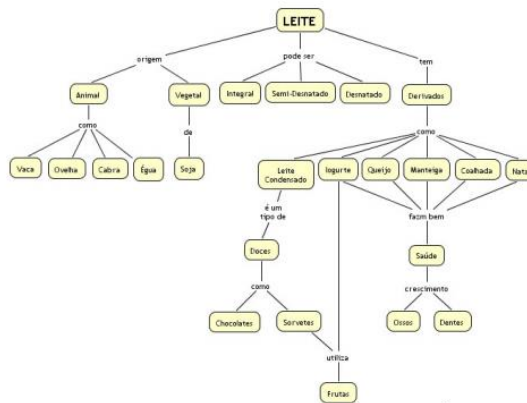 LEITE
origem
pode ser
tem
Animal
Vegetal
Integral
Semi-Desnatado
Desnatado
Derivados
como
de
como
Vaca
Ovelha
Cabra
Égua
Soja
Leite
Condensado
Iogurte
Queijo
Manteiga
Coalhada
Nata
é um
tipo de
fazm bem
Doces
Saúde
como
crescimento
Chocolates
Sorvetes
Ossos
Dentes
utiliza
Frutas